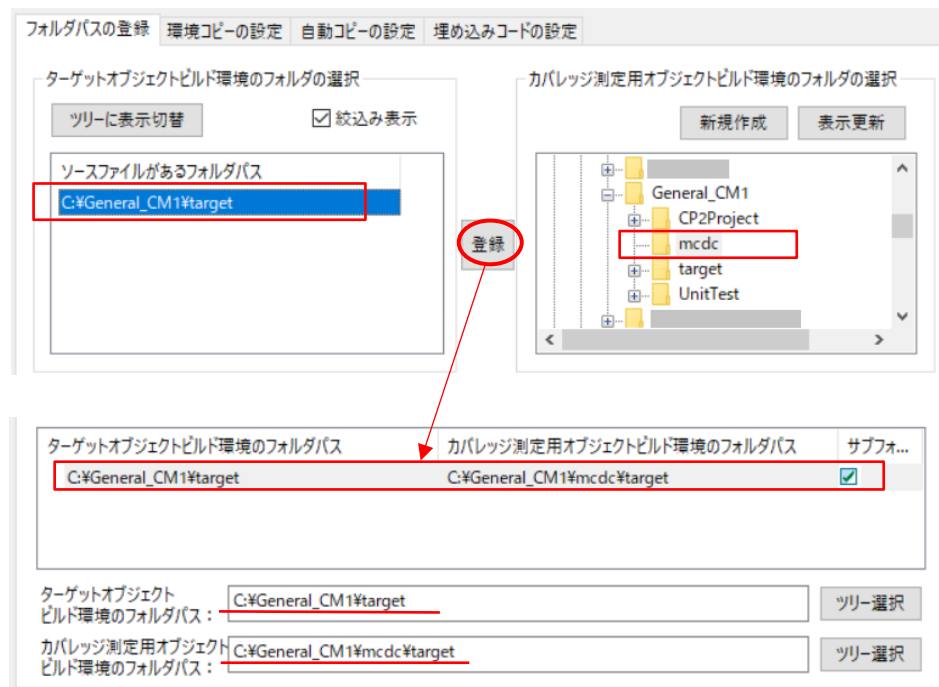 フォルダパスの登録 環境コピーの設定 自動コピーの設定 埋め込みコードの設定
ターゲットオブジェクトビルド環境のフォルダの選択
ツリーに表示切替 絞込み表示
ソースファイルがあるフォルダパス
C:¥General_CM1¥target
登録
カバレッジ測定用オブジェクトビルド環境のフォルダの選択
新規作成 表示更新
General_CM1
CP2Project
mcdc
target
UnitTest
ターゲットオブジェクトビルド環境のフォルダパス カバレッジ測定用オブジェクトビルド環境のフォルダパス サブフォ...
C:¥General_CM1¥target C:¥General_CM1¥mcdc¥target
ターゲットオブジェクト
ビルド環境のフォルダパス： C:¥General_CM1¥target ツリー選択
カバレッジ測定用オブジェクト
ビルド環境のフォルダパス： C:¥General_CM1¥mcdc¥target ツリー選択